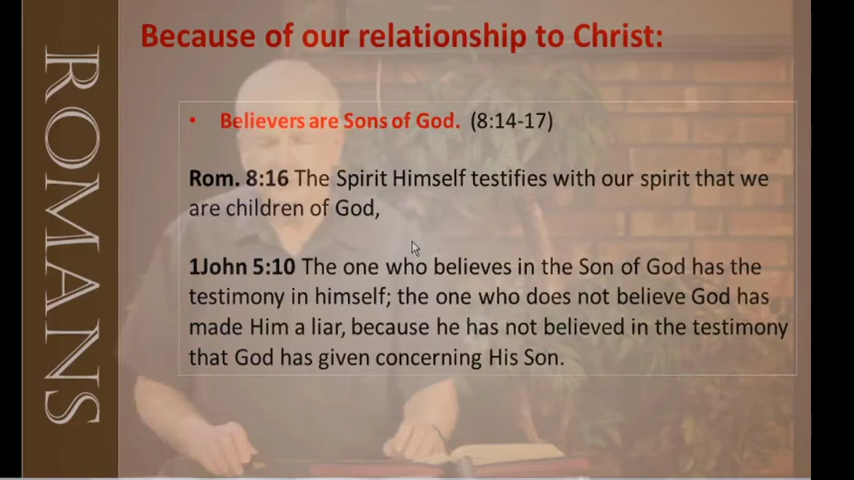 ROMANS
Because of our relationship to Christ:
• Believers are Sons of God. (8:14-17)
Rom. 8:16 The Spirit Himself testifies with our spirit that we
are children of God,
1John 5:10 The one who believes in the Son of God has the
testimony in himself; the one who does not believe God has
made Him a liar, because he has not believed in the testimony
that God has given concerning His Son.